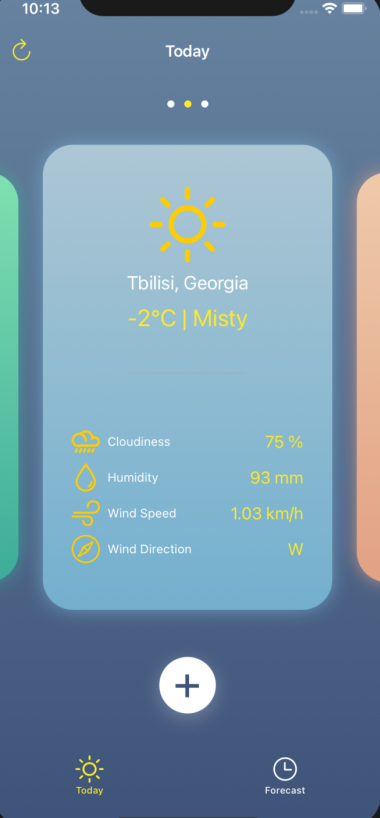 10:13
Today
Tbilisi, Georgia
-2°C | Misty
Cloudiness 75 %
Humidity 93 mm
Wind Speed 1.03 km/h
Wind Direction W
Today Forecast